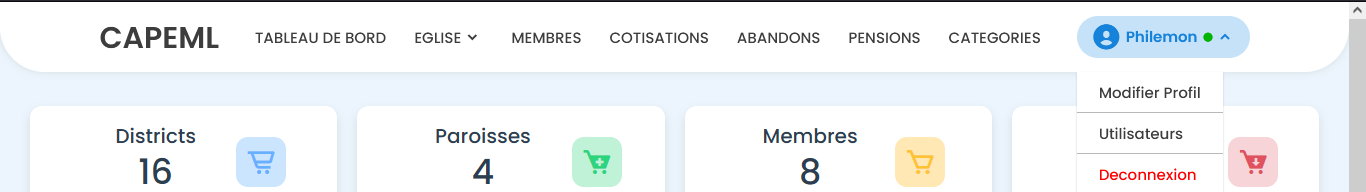 CAPEML TABLEAU DE BORD EGLISE MEMBRES COTISATIONS ABANDONS PENSIONS CATEGORIES Philemon
Modifier Profil
Utilisateurs
Deconnexion
Districts
16
Paroisses
4
Membres
8